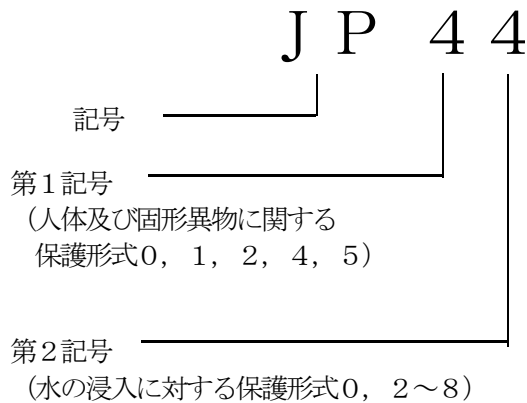 ＪＰ ４４
記号
第１記号
（人体及び固形異物に関する
保護形式０，１，２，４，５）
第２記号
（水の浸入に対する保護形式０，２～８）